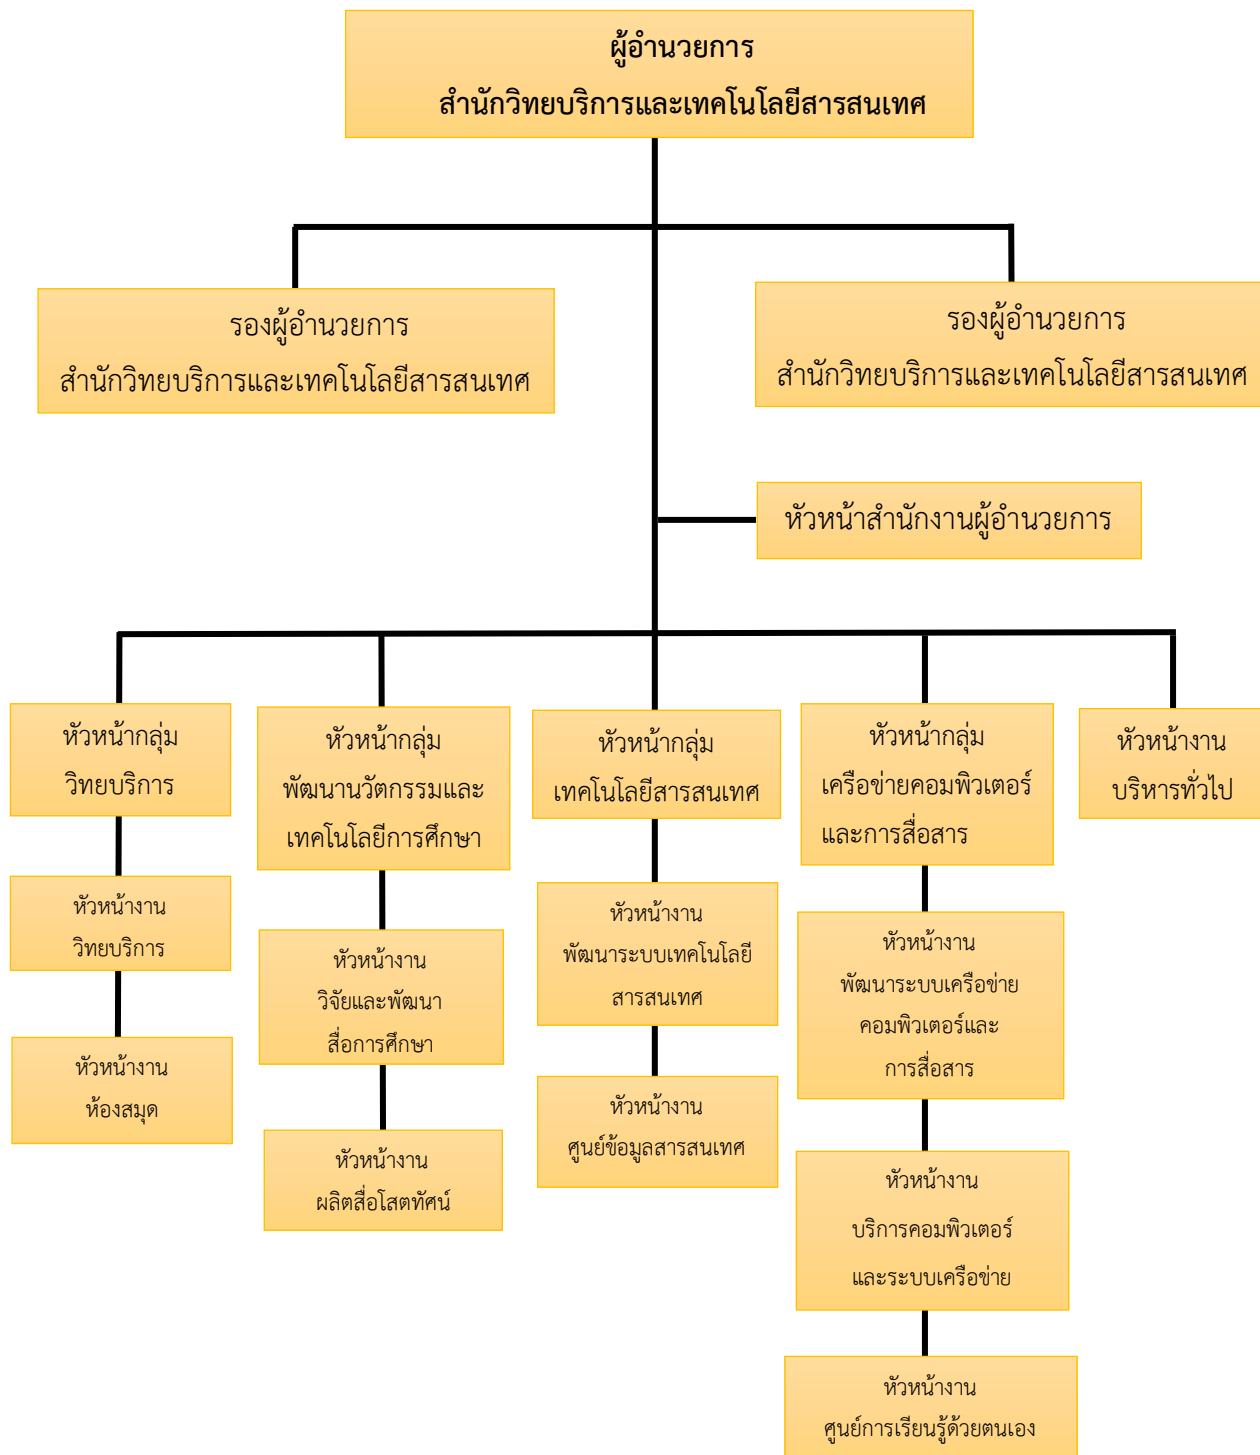 ผู้อำนวยการ
สำนักวิทยบริการและเทคโนโลยีสารสนเทศ
รองผู้อำนวยการ
สำนักวิทยบริการและเทคโนโลยีสารสนเทศ
รองผู้อำนวยการ
สำนักวิทยบริการและเทคโนโลยีสารสนเทศ
หัวหน้าสำนักงานผู้อำนวยการ
หัวหน้ากลุ่ม
วิทยบริการ
หัวหน้ากลุ่ม
พัฒนานวัตกรรมและ
เทคโนโลยีการศึกษา
หัวหน้ากลุ่ม
เทคโนโลยีสารสนเทศ
หัวหน้ากลุ่ม
เครือข่ายคอมพิวเตอร์
และการสื่อสาร
หัวหน้างาน
บริหารทั่วไป
หัวหน้างาน
วิทยบริการ
หัวหน้างาน
วิจัยและพัฒนา
สื่อการศึกษา
หัวหน้างาน
พัฒนาระบบเทคโนโลยี
สารสนเทศ
หัวหน้างาน
พัฒนาระบบเครือข่าย
คอมพิวเตอร์และ
การสื่อสาร
หัวหน้างาน
ห้องสมุด
หัวหน้างาน
ผลิตสื่อโสตทัศน์
หัวหน้างาน
ศูนย์ข้อมูลสารสนเทศ
หัวหน้างาน
บริการคอมพิวเตอร์
และระบบเครือข่าย
หัวหน้างาน
ศูนย์การเรียนรู้ด้วยตนเอง